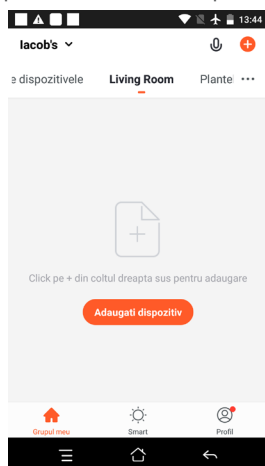 13:44
Iacob's
e dispozitivele Living Room Plante
Click pe + din coltul dreapta sus pentru adaugare
Adaugati dispozitiv
Grupul meu Smart Profil